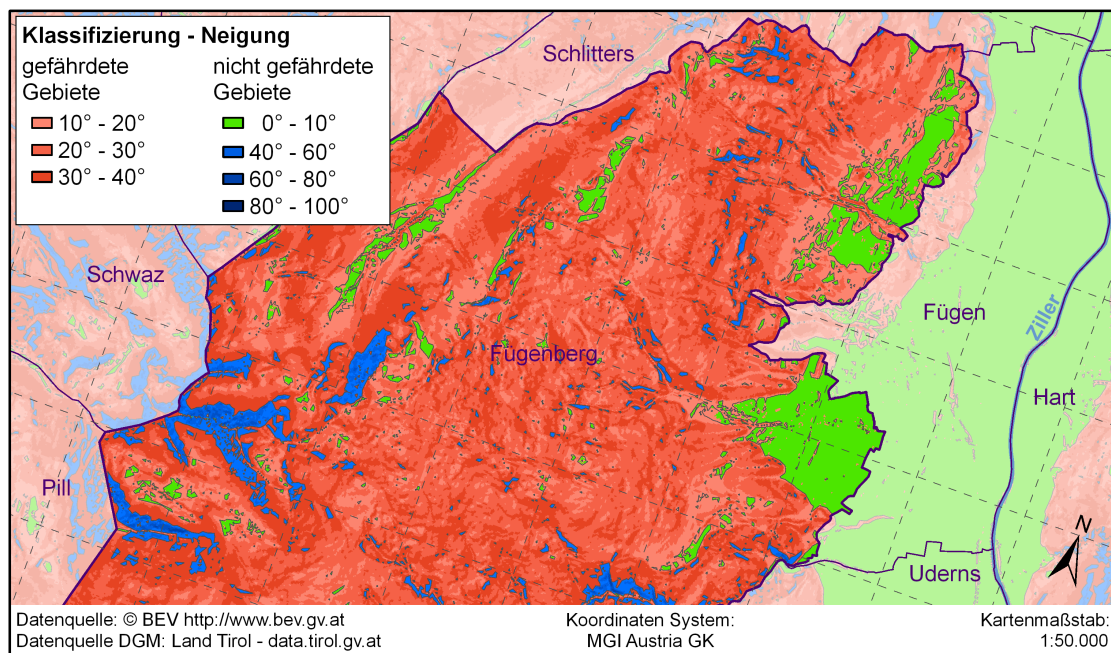 Klassifizierung - Neigung
gefährdete
Gebiete
nicht gefährdete
Gebiete
10° - 20°
20° - 30°
30° - 40°
0° - 10°
40° - 60°
60° - 80°
80° - 100°
Schlitters
Schwaz
Fügenberg
Fügen
Ziller
Hart
Pill
Uderns
N
Datenquelle: © BEV http://www.bev.gv.at
Datenquelle DGM: Land Tirol - data.tirol.gv.at
Koordinaten System:
MGI Austria GK
Kartenmaßstab:
1:50.000